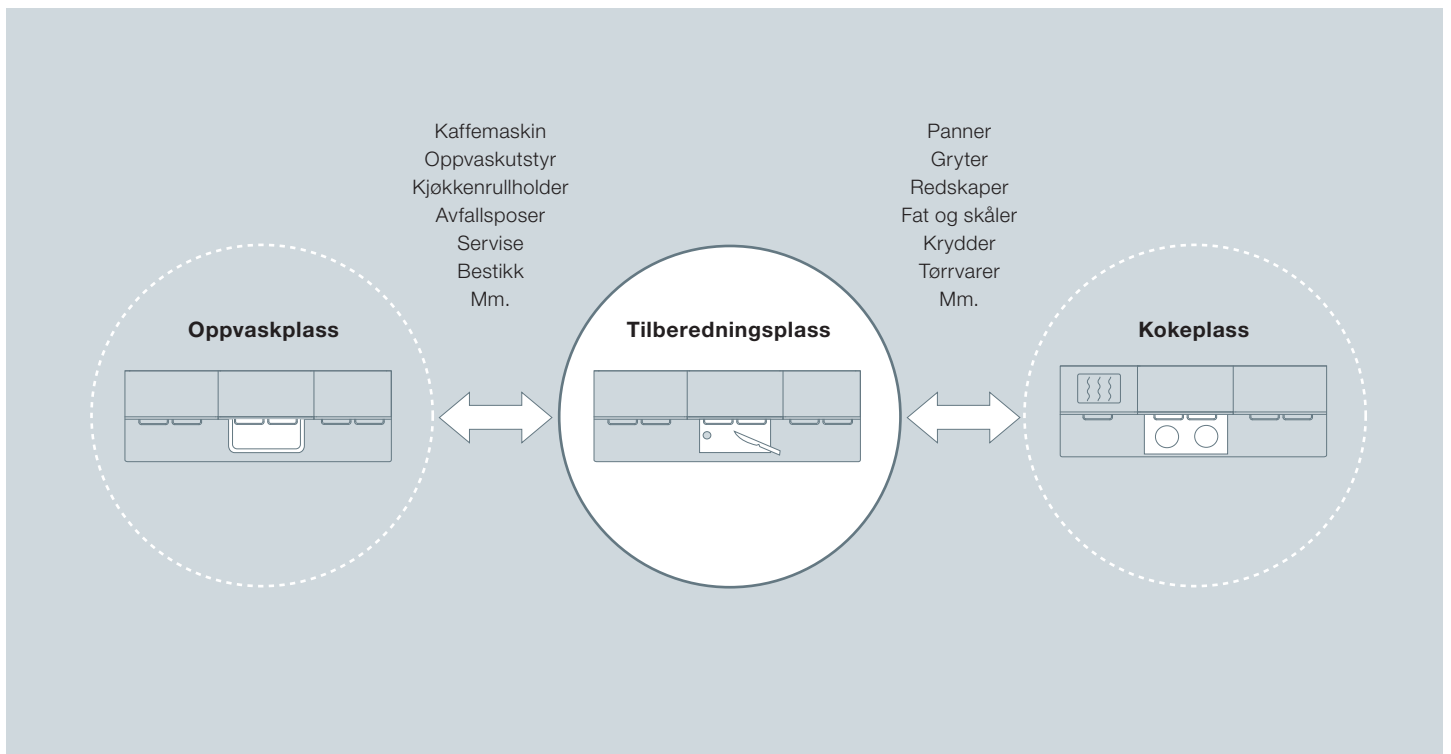 Kaffemaskin
Oppvaskutstyr
Kjøkkenrullholder
Avfallsposer
Servise
Bestikk
Mm.
Panner
Gryter
Redskaper
Fat og skåler
Krydder
Tørrvarer
Mm.
Oppvaskplass
Tilberedningsplass
Kokeplass